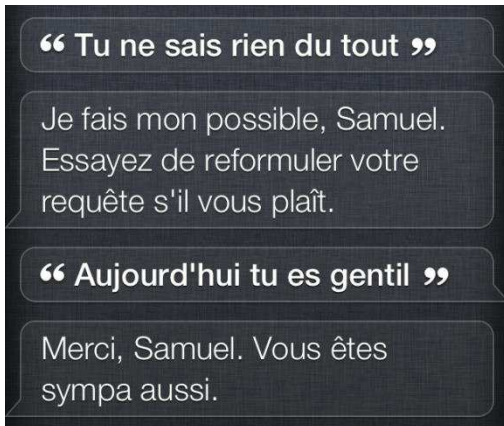 “ Tu ne sais rien du tout ”
Je fais mon possible, Samuel.
Essayez de reformuler votre
requête s'il vous plaît.
“ Aujourd'hui tu es gentil ”
Merci, Samuel. Vous êtes
sympa aussi.